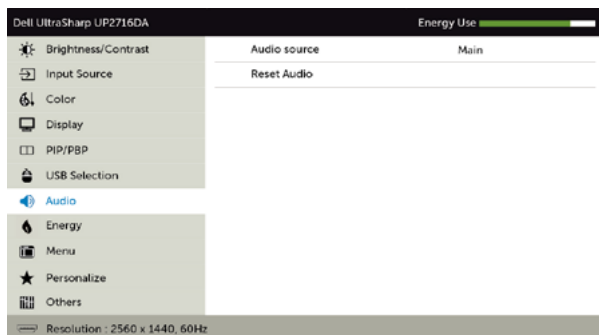 Dell UltraSharp UP2716DA Energy Use
Brightness/Contrast Audio source Main
Input Source Reset Audio
Color
Display
PIP/PBP
USB Selection
Audio
Energy
Menu
Personalize
Others
Resolution : 2560 x 1440, 60Hz